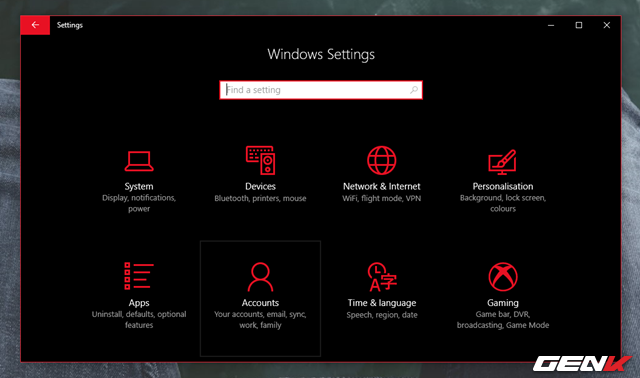 Settings
Windows Settings
Find a setting
System
Display, notifications,
power
Devices
Bluetooth, printers, mouse
Network & Internet
WiFi, flight mode, VPN
Personalisation
Background, lock screen,
colours
Apps
Uninstall, defaults, optional
features
Accounts
Your accounts, email, sync,
work, family
Time & language
Speech, region, date
Gaming
Game bar, DVR,
broadcasting, Game Mode
GENK